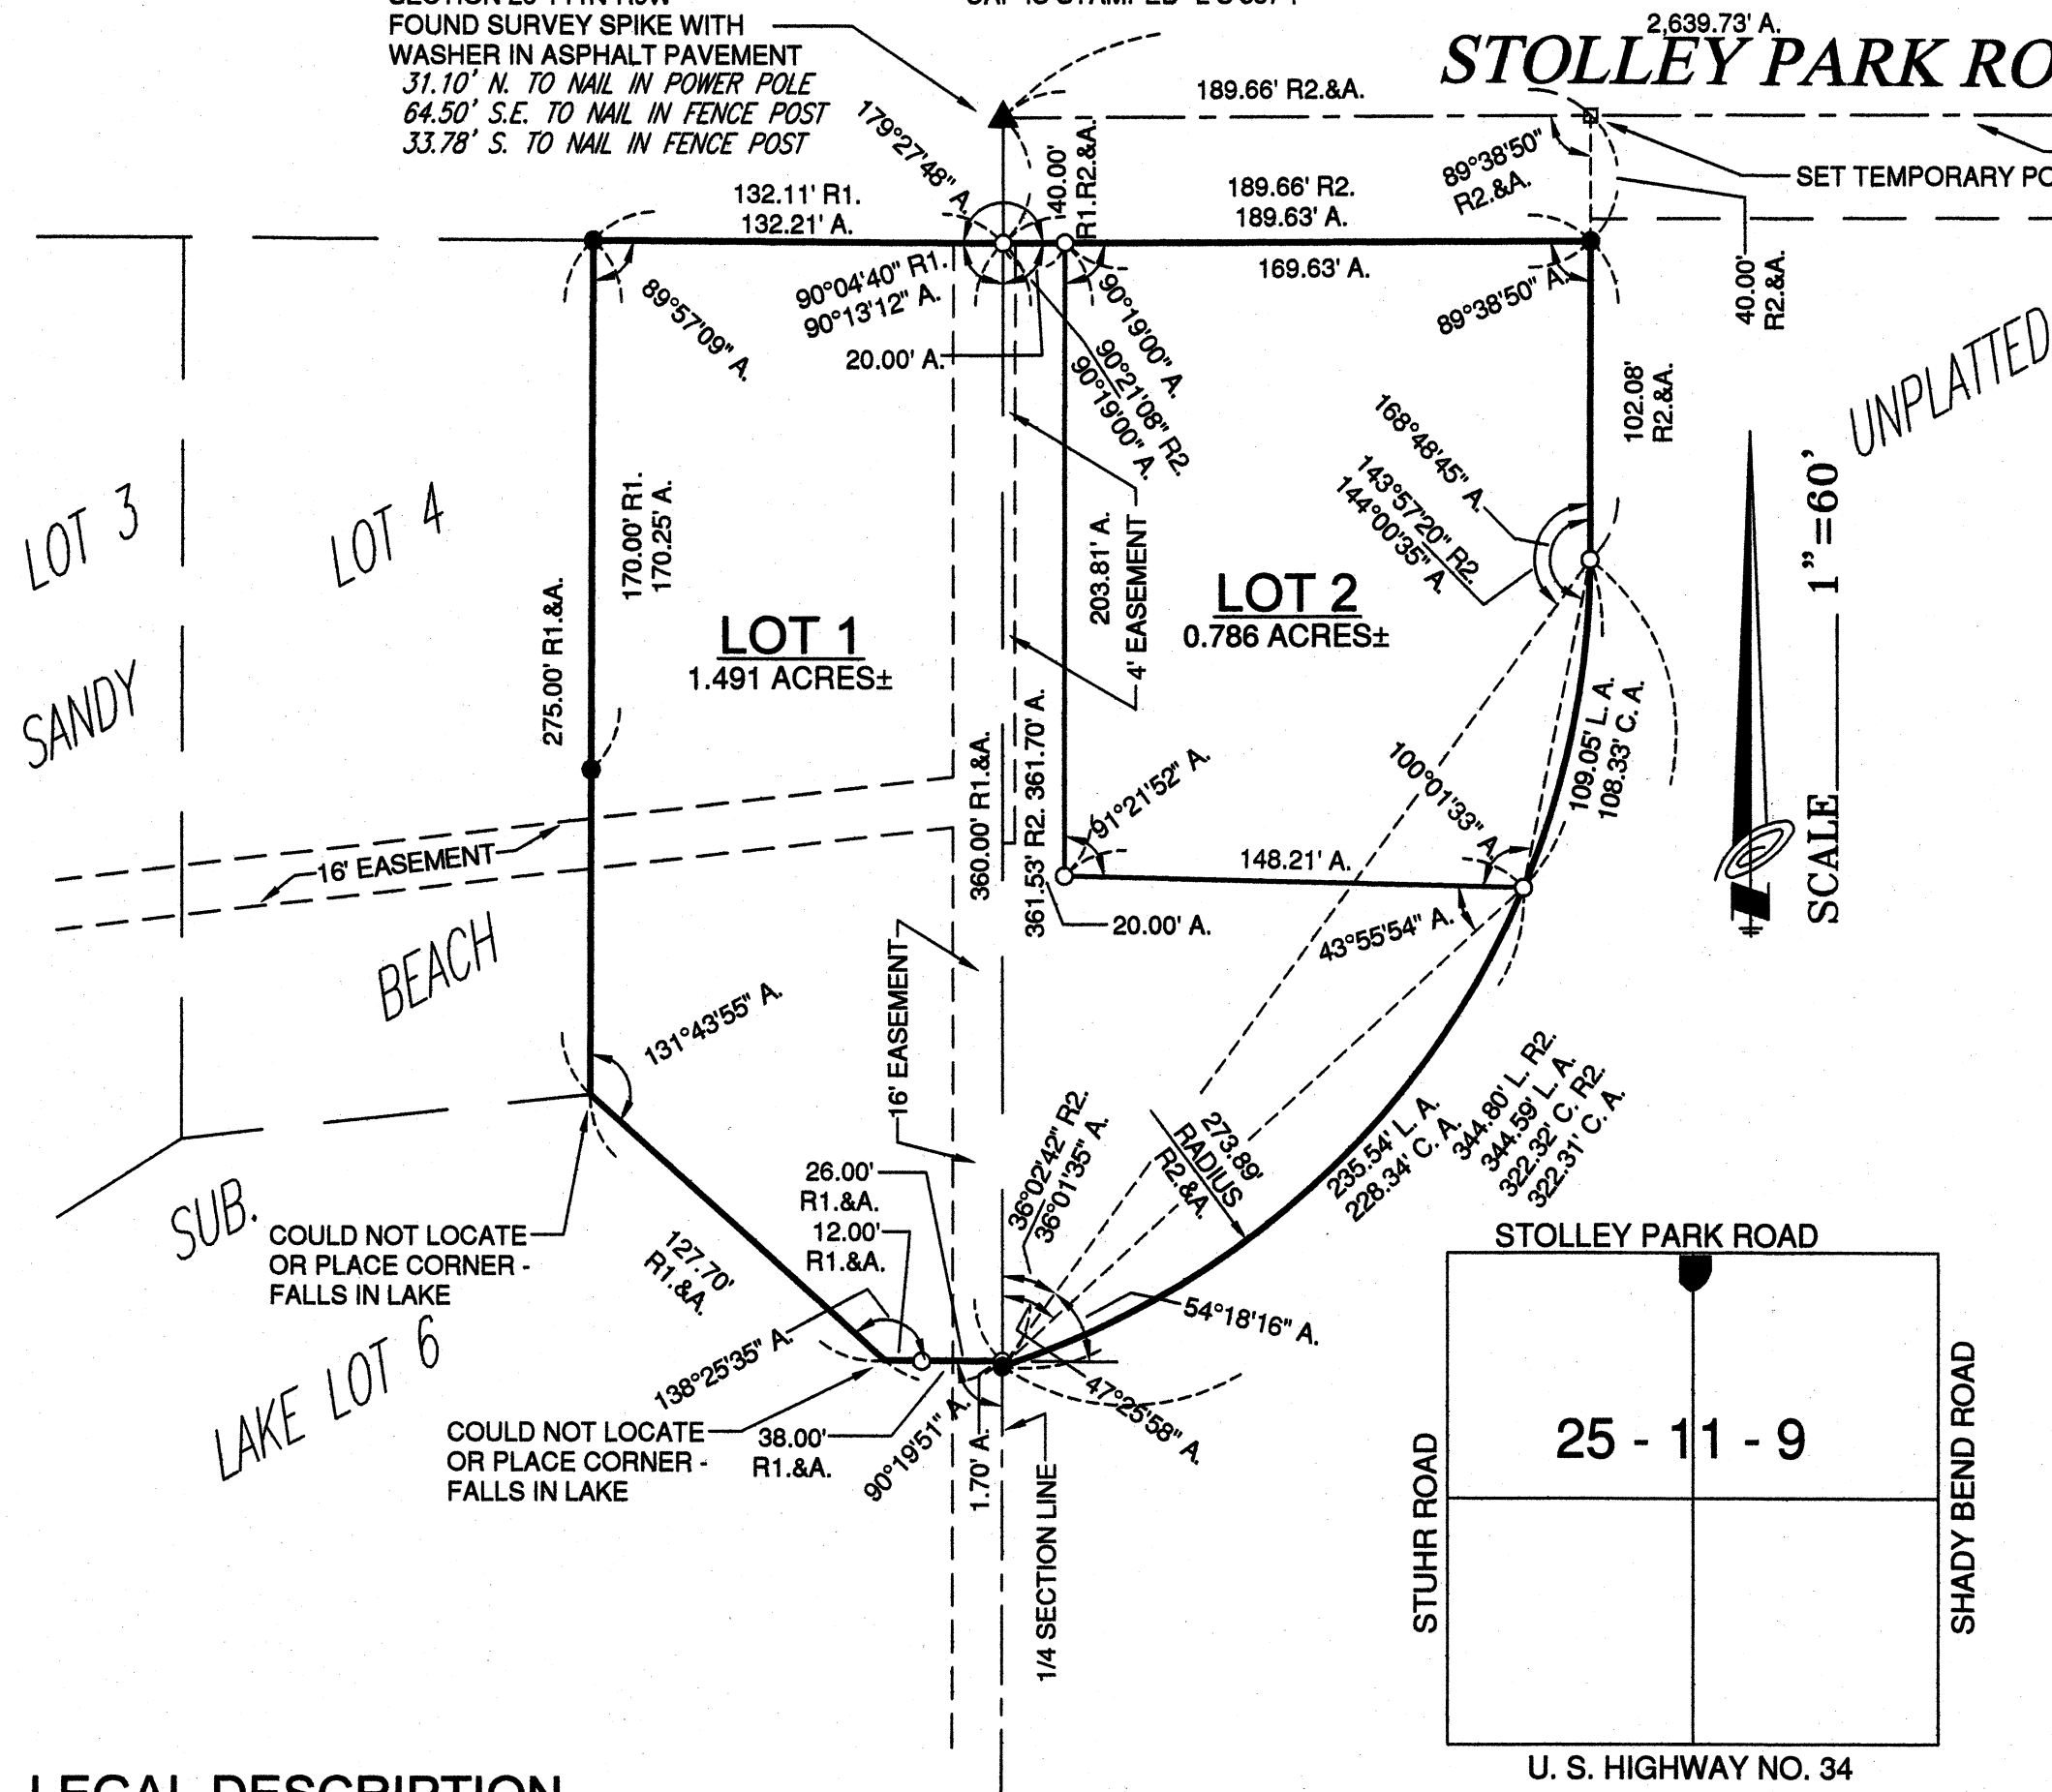 FOUND SURVEY SPIKE WITH
WASHER IN ASPHALT PAVEMENT
31.10' N. TO NAIL IN POWER POLE
64.50' S.E. TO NAIL IN FENCE POST
33.78' S. TO NAIL IN FENCE POST
2,639.73' A.
STOLLEY PARK RO
189.66' R2.&A.
179°27'48" A.
40.00'
R1.R2.&A.
89°38'50"
R2.&A.
SET TEMPORARY PO
132.11' R1.
132.21' A.
189.66' R2.
189.63' A.
169.63' A.
40.00'
R2.&A.
89°57'09" A.
90°04'40" R1.
90°13'12" A.
20.00' A.
90°19'00" A.
90°21'08" R2.
90°19'00" A.
89°38'50" A.
102.08'
R2.&A.
UNPLATTED
168°48'45" A.
143°57'20" R2.
144°00'35" A.
LOT 3
LOT 4
170.00' R1.
170.25' A.
275.00' R1.&A.
LOT 1
1.491 ACRES±
203.81' A.
4' EASEMENT
LOT 2
0.786 ACRES±
SCALE 1"=60'
SANDY
109.05' L. A.
108.33' C. A.
360.00' R1.&A.
361.53' R2. 361.70' A.
91°21'52" A.
100°01'33" A.
148.21' A.
16' EASEMENT
20.00' A.
43°55'54" A.
BEACH
16' EASEMENT
131°43'55" A.
36°02'42" R2.
36°01'35" A.
273.89'
RADIUS
R2.&A.
235.54' L. A.
228.34' C. A.
344.80' L. R2.
344.59' L. A.
322.32' C. R2.
322.31' C. A.
26.00'
R1.&A.
12.00'
R1.&A.
SUB.
COULD NOT LOCATE
OR PLACE CORNER -
FALLS IN LAKE
127.70'
R1.&A.
54°18'16" A.
138°25'35" A.
47°25'58" A.
LAKE LOT 6
COULD NOT LOCATE
OR PLACE CORNER -
FALLS IN LAKE
38.00'
R1.&A.
90°19'51" A.
1.70' A.
1/4 SECTION LINE
STOLLEY PARK ROAD
25 - 11 - 9
STUHR ROAD
SHADY BEND ROAD
U. S. HIGHWAY NO. 34
LEGAL DESCRIPTION